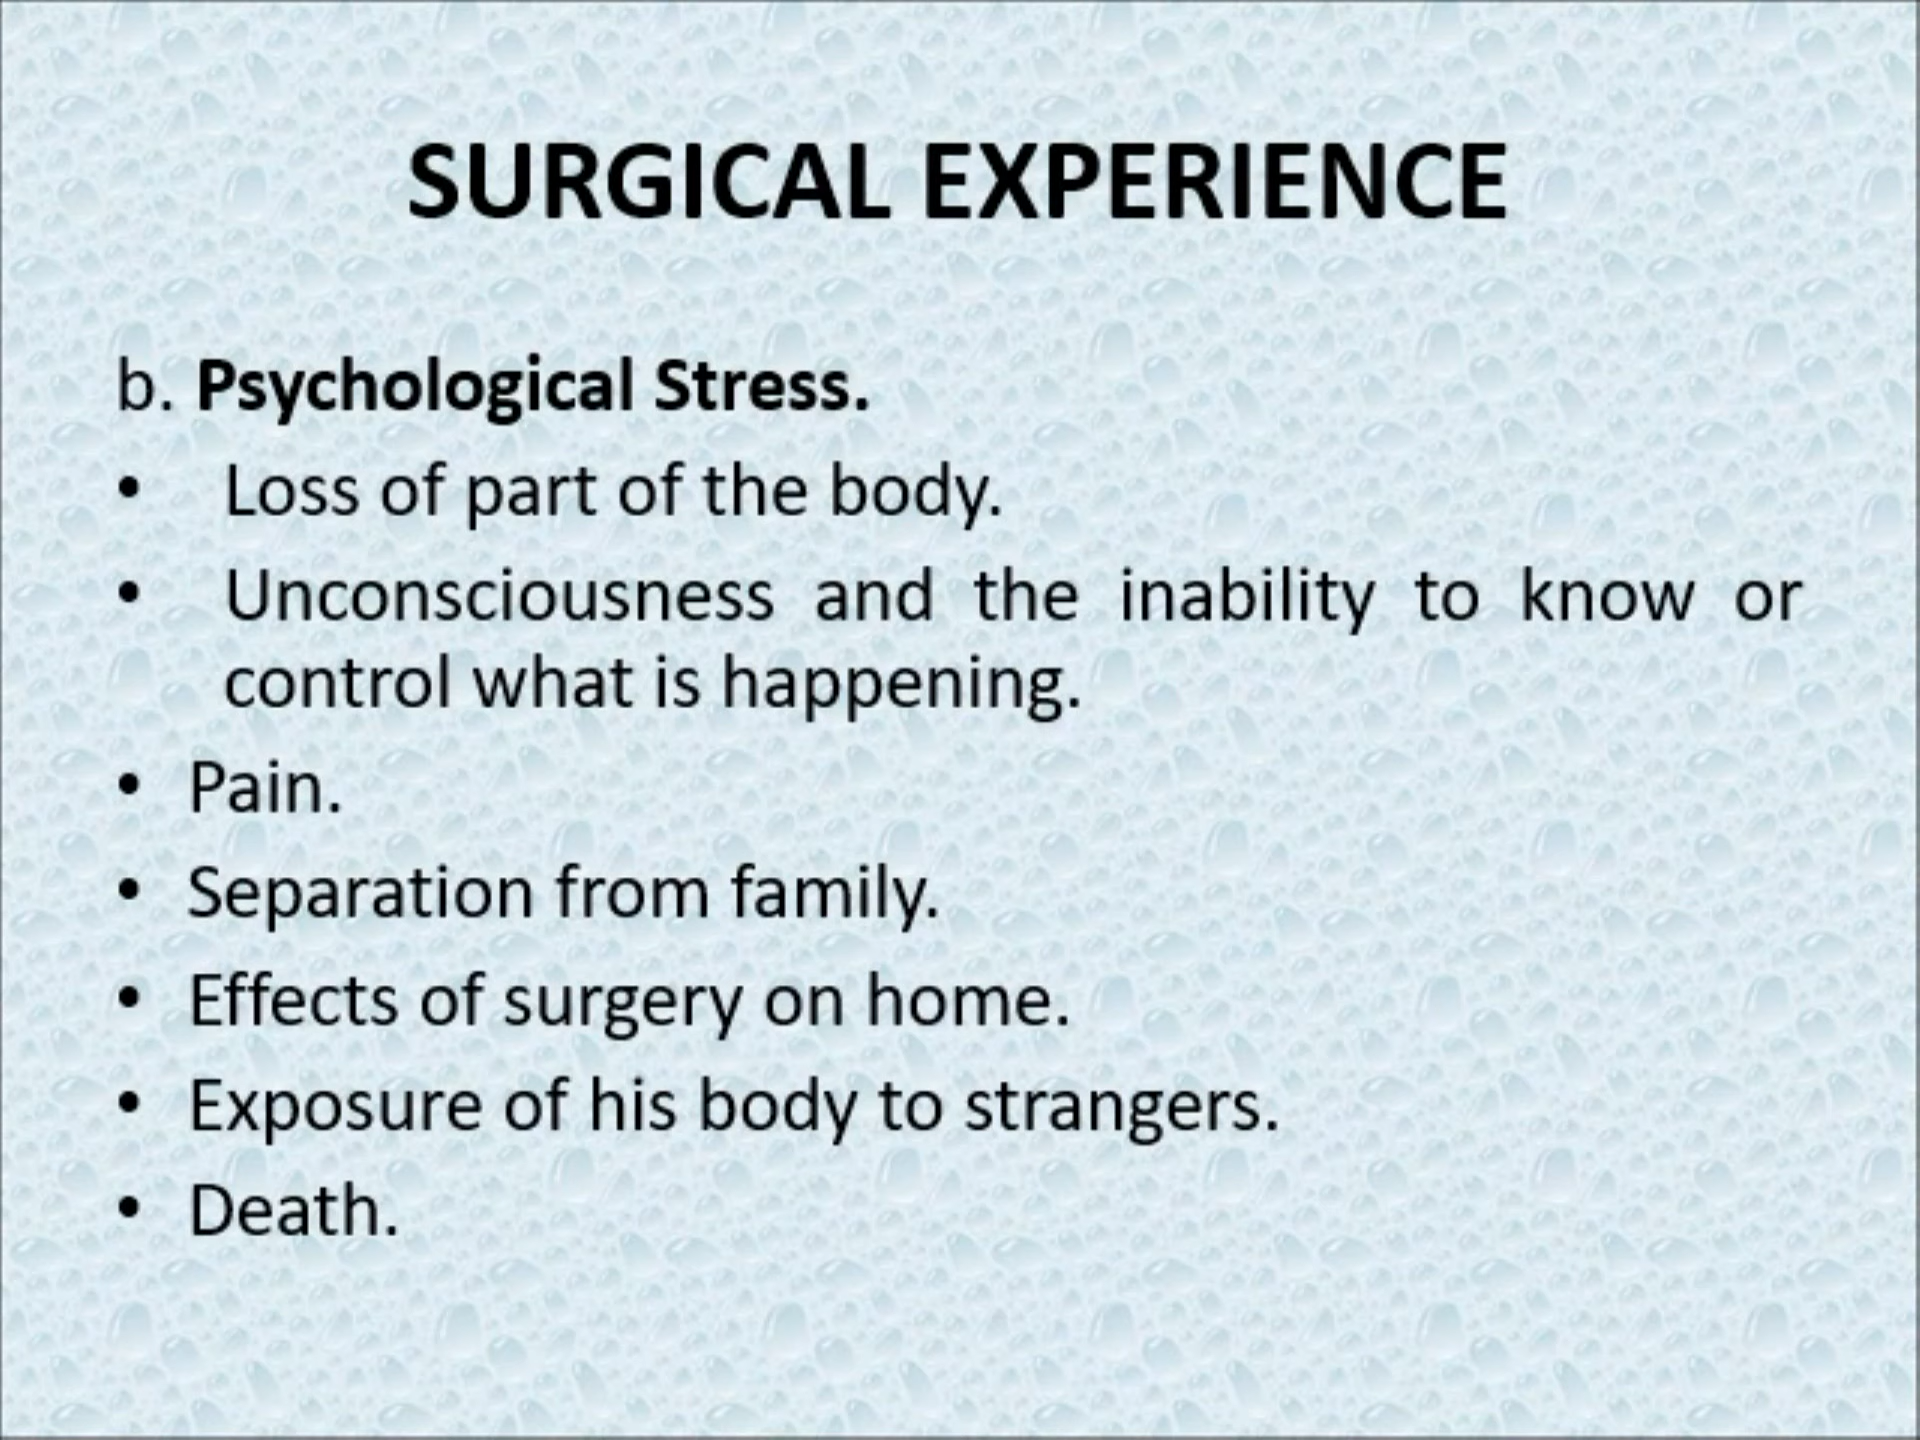 SURGICAL EXPERIENCE
b. Psychological Stress.
• Loss of part of the body.
• Unconsciousness and the inability to know or
control what is happening.
• Pain.
• Separation from family.
• Effects of surgery on home.
• Exposure of his body to strangers.
• Death.